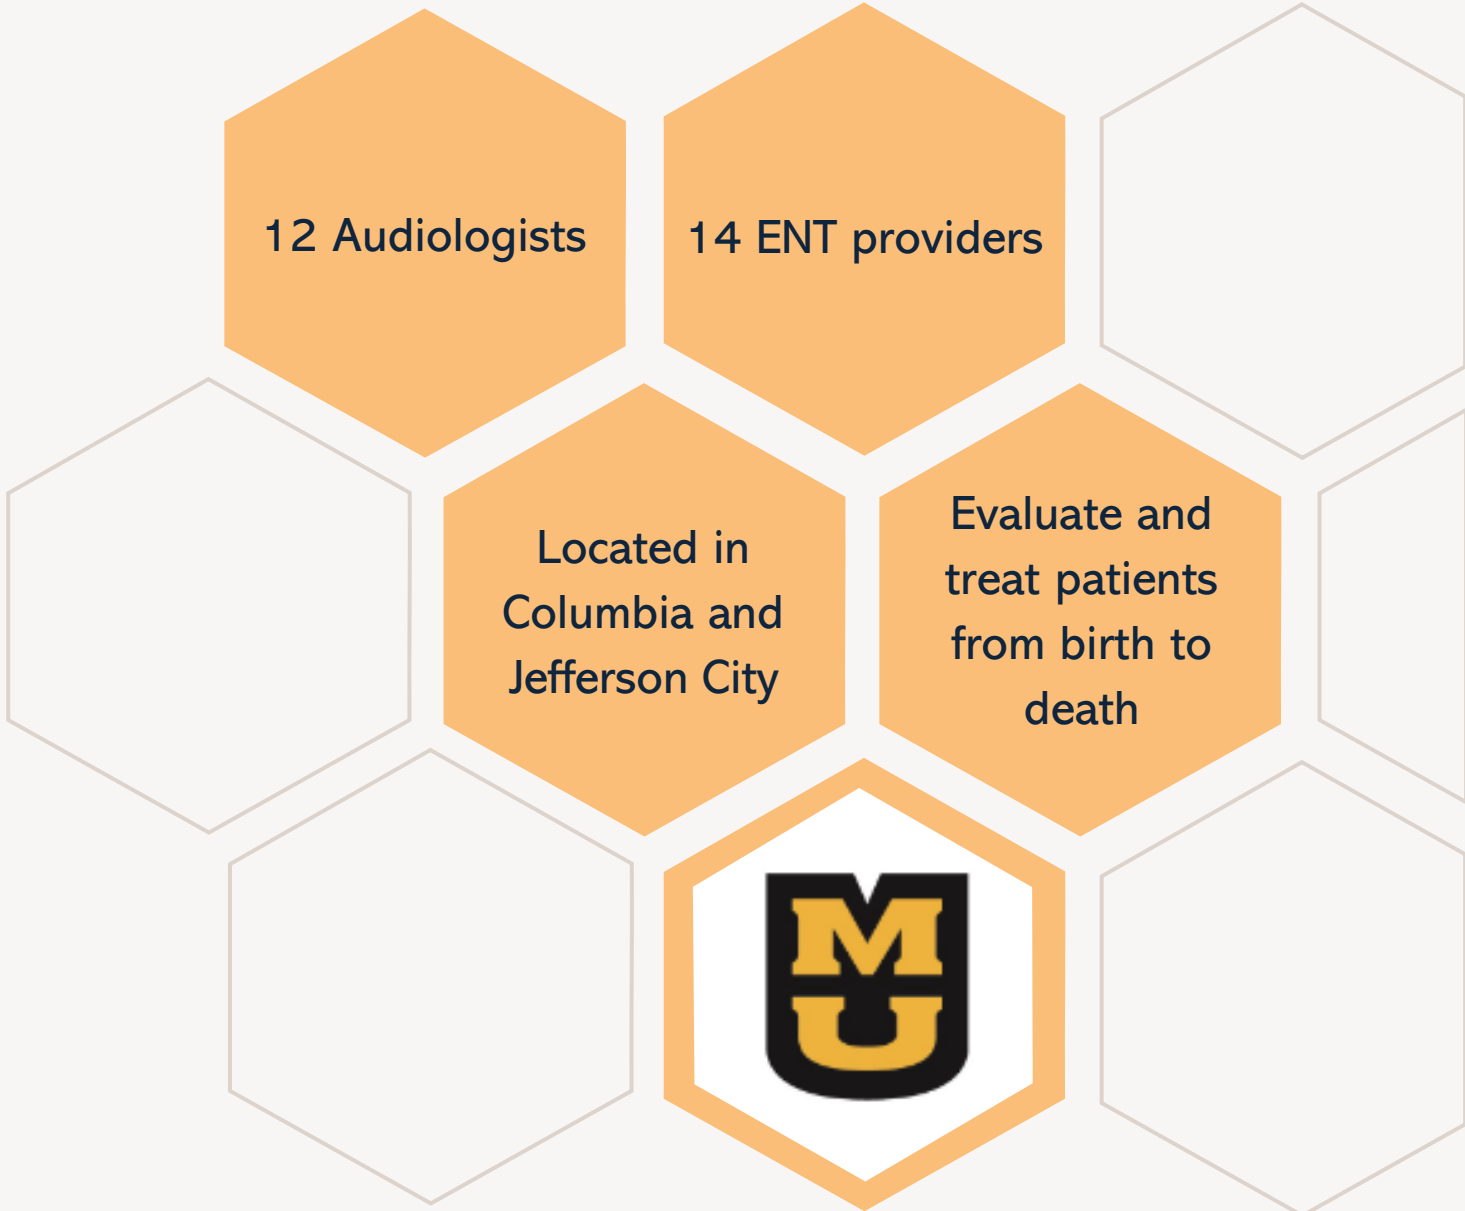 12 Audiologists
14 ENT providers
Located in
Columbia and
Jefferson City
Evaluate and
treat patients
from birth to
death
M
U